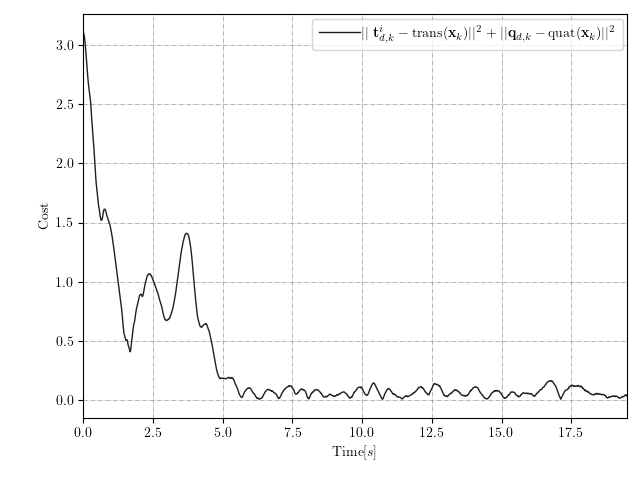 || t^i_{d,k} − trans(x_k)||^2 + ||q_{d,k} − quat(x_k)||^2
3.0
2.5
2.0
1.5
1.0
0.5
0.0
Cost
0.0 2.5 5.0 7.5 10.0 12.5 15.0 17.5
Time[s]